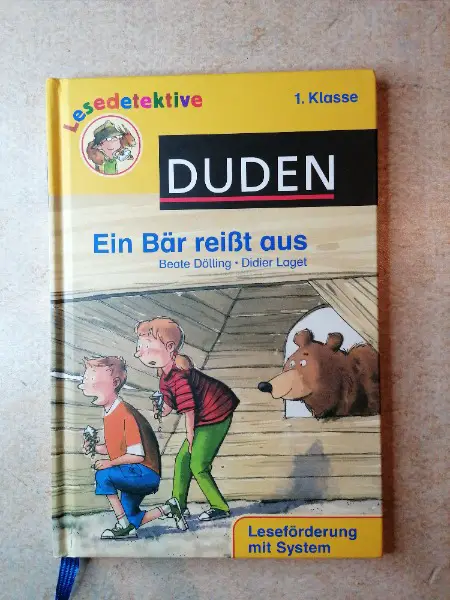 Lesedetektive
1. Klasse
DUDEN
Ein Bär reißt aus
Beate Dölling • Didier Laget
Leseförderung
mit System